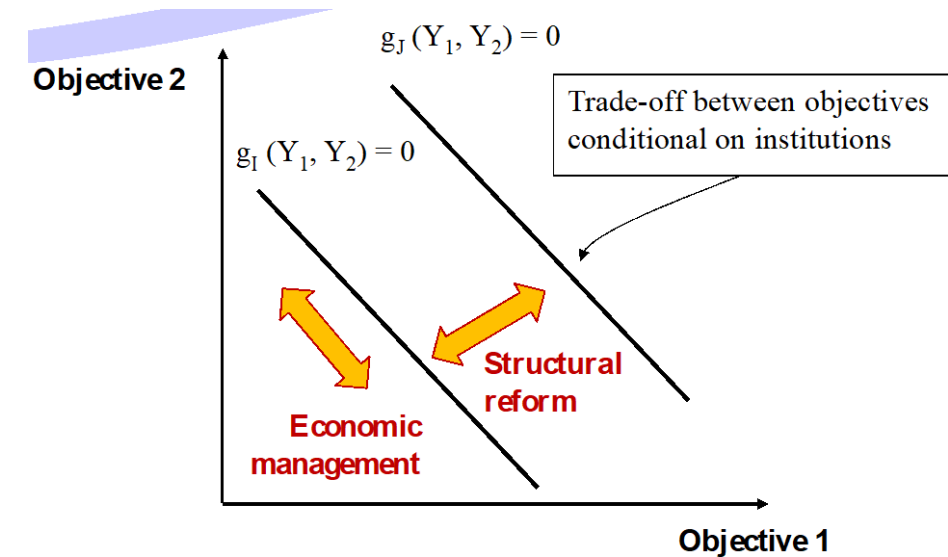 g_J (Y_1, Y_2) = 0
Objective 2
Trade-off between objectives
conditional on institutions
g_I (Y_1, Y_2) = 0
Structural
reform
Economic
management
Objective 1